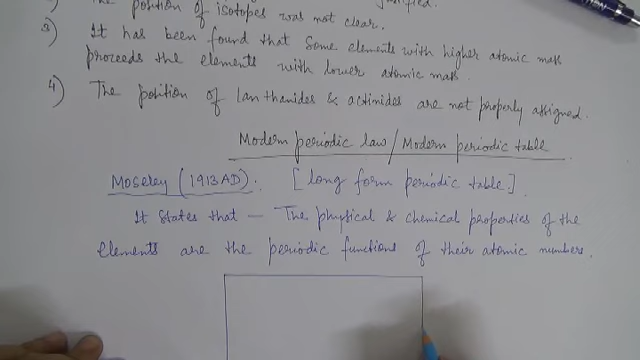 The position of isotopes was not clear. justified.
3) It has been found that some elements with higher atomic mass
proceeds the elements with lower atomic mass.
4) The position of Lanthanides & actinides are not properly assigned.
Modern periodic law / Modern periodic table
Moseley (1913AD). [long form periodic table].
It states that — The physical & chemical properties of the
elements are the periodic functions of their atomic numbers.